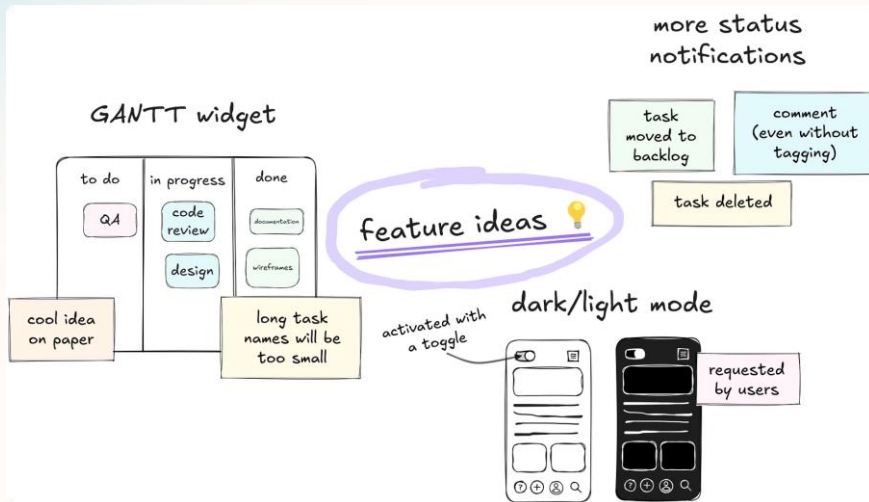 GANTT widget
to do
in progress
done
QA
code
review
documentation
design
wireframes
cool idea
on paper
long task
names will be
too small
feature ideas 💡
more status
notifications
task
moved to
backlog
comment
(even without
tagging)
task deleted
dark/light mode
activated with
a toggle
requested
by users